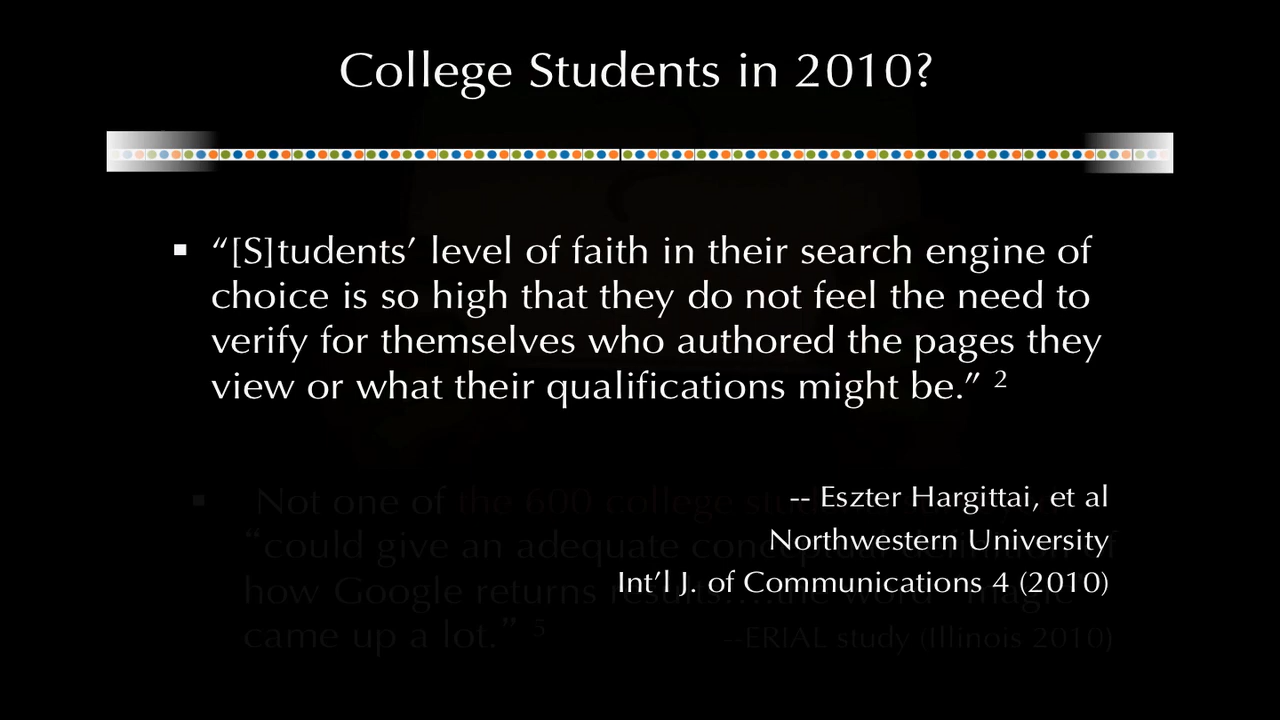 College Students in 2010?
▪ “[S]tudents’ level of faith in their search engine of
choice is so high that they do not feel the need to
verify for themselves who authored the pages they
view or what their qualifications might be.” 2
-- Eszter Hargittai, et al
Northwestern University
Int’l J. of Communications 4 (2010)
▪ Not one of the 600 college
“could give an adequate
how Google returns
came up a lot.” 5
--ERIAL study (Illinois 2010)